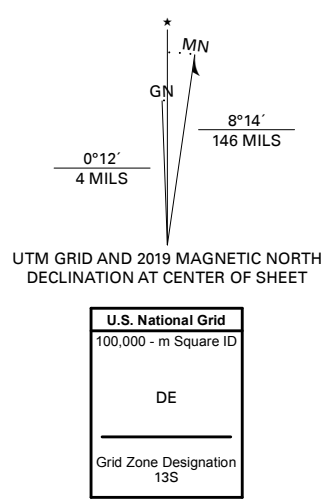 ★
MN
GN
8°14´
146 MILS
0°12´
4 MILS
UTM GRID AND 2019 MAGNETIC NORTH
DECLINATION AT CENTER OF SHEET
U.S. National Grid
100,000 - m Square ID
DE
Grid Zone Designation
13S